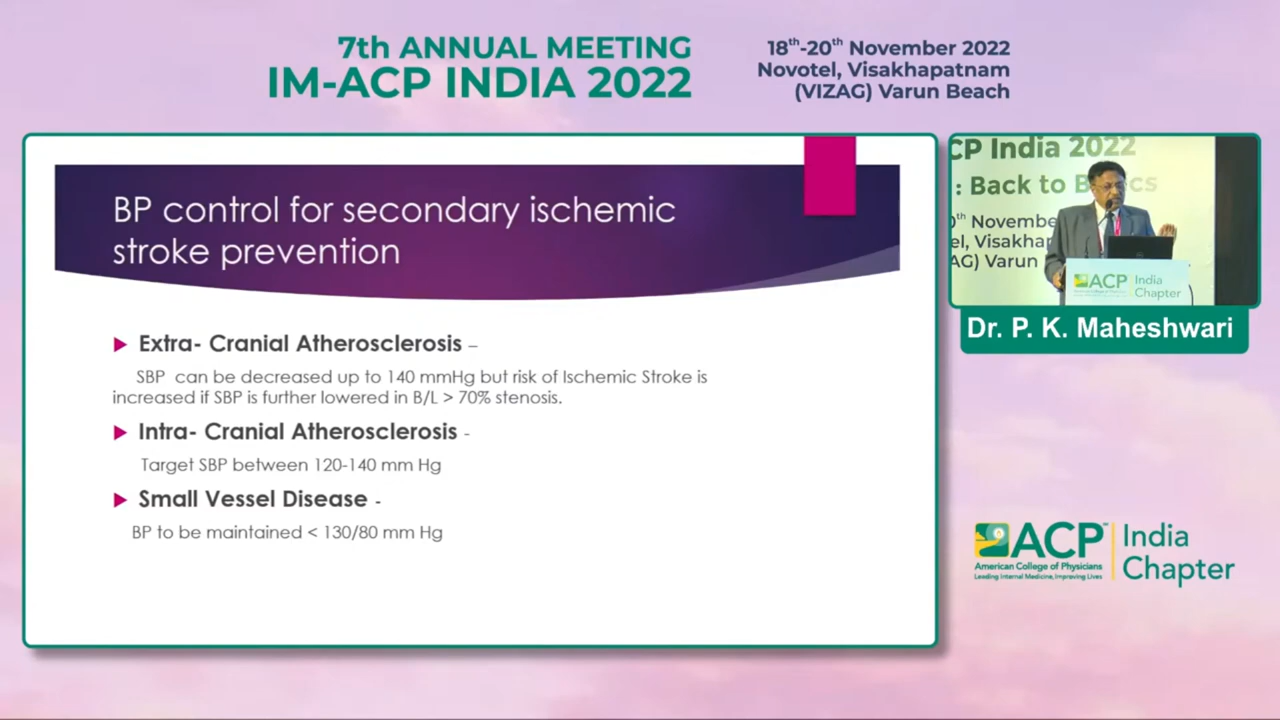 7th ANNUAL MEETING
IM-ACP INDIA 2022
18th-20th November 2022
Novotel, Visakhapatnam
(VIZAG) Varun Beach
BP control for secondary ischemic
stroke prevention
Extra- Cranial Atherosclerosis –
SBP can be decreased up to 140 mmHg but risk of Ischemic Stroke is
increased if SBP is further lowered in B/L > 70% stenosis.
Intra- Cranial Atherosclerosis -
Target SBP between 120-140 mm Hg
Small Vessel Disease -
BP to be maintained < 130/80 mm Hg
CP India 2022
: Back to B cs
th Novembe
el, Visakhap
AG) Varun
ACP India
Chapter
Dr. P. K. Maheshwari
ACP™ India
American College of Physicians Chapter
Leading Internal Medicine, Improving Lives